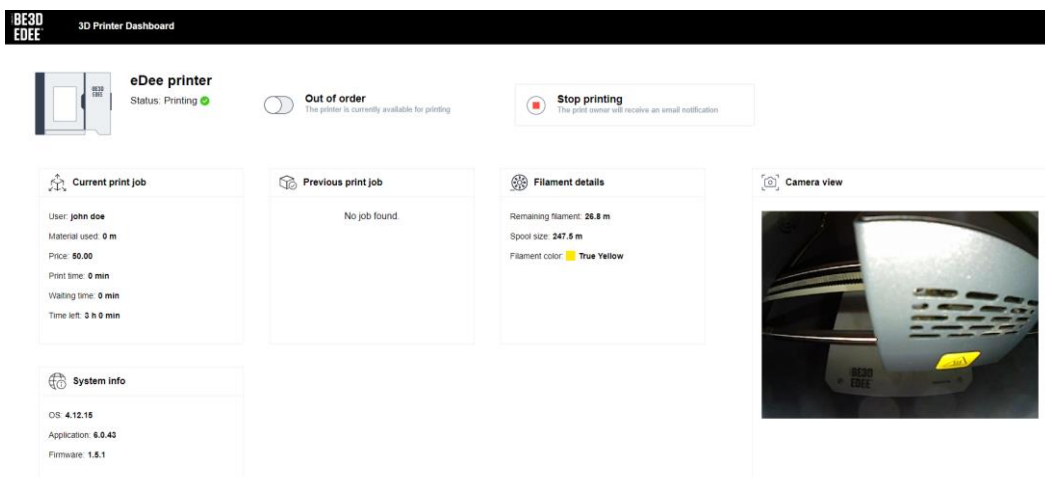 BE3D
EDEE
3D Printer Dashboard
BE3D
EDEE
eDee printer
Status: Printing
Out of order
The printer is currently available for printing
Stop printing
The print owner will receive an email notification
Current print job
User: john doe
Material used: 0 m
Price: 50.00
Print time: 0 min
Waiting time: 0 min
Time left: 3 h 0 min
Previous print job
No job found.
Filament details
Remaining filament: 26.8 m
Spool size: 247.5 m
Filament color: True Yellow
Camera view
BE3D
EDEE
System info
OS: 4.12.15
Application: 6.0.43
Firmware: 1.5.1